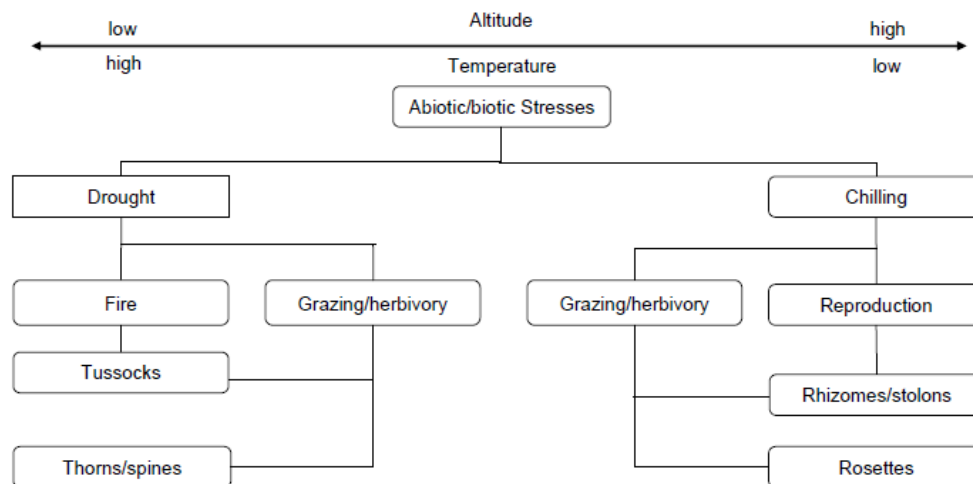 Altitude
low high
high Temperature low
Abiotic/biotic Stresses
Drought Chilling
Fire Grazing/herbivory Grazing/herbivory Reproduction
Tussocks
Rhizomes/stolons
Thorns/spines Rosettes